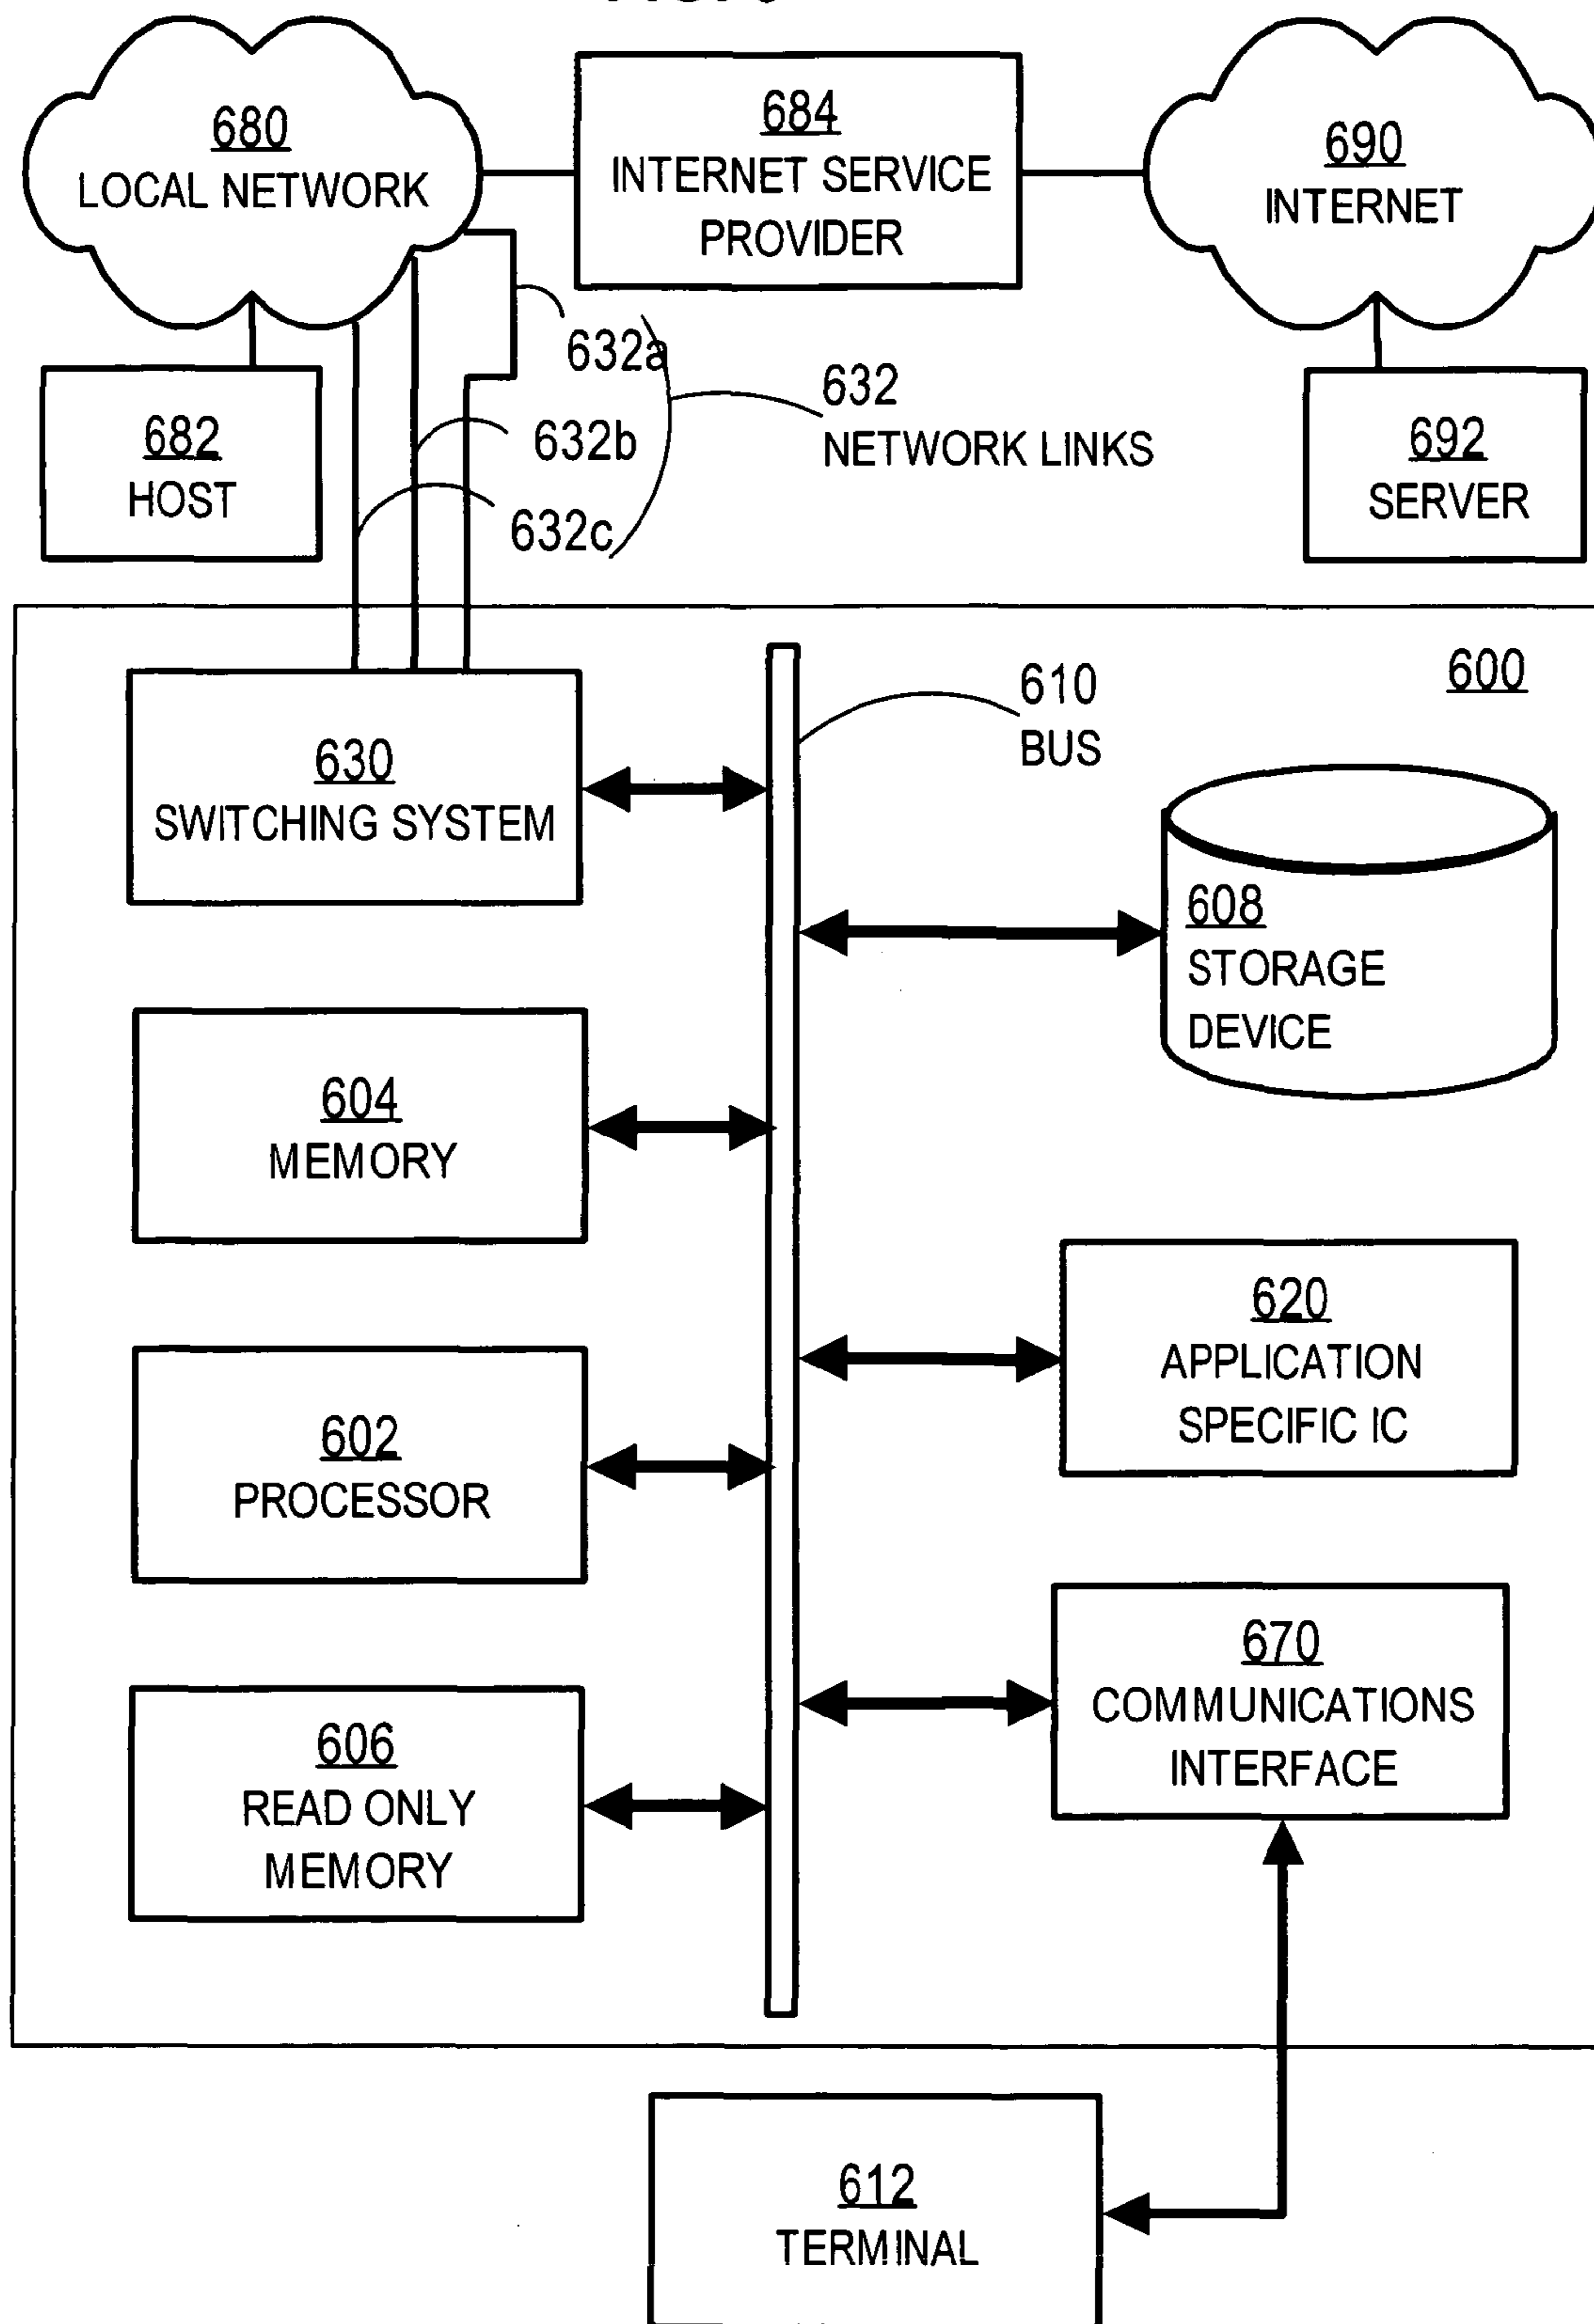 680
LOCAL NETWORK
684
INTERNET SERVICE
PROVIDER
690
INTERNET
632a
632
NETWORK LINKS
632b
632c
682
HOST
692
SERVER
600
610
BUS
630
SWITCHING SYSTEM
608
STORAGE
DEVICE
604
MEMORY
620
APPLICATION
SPECIFIC IC
602
PROCESSOR
670
COMMUNICATIONS
INTERFACE
606
READ ONLY
MEMORY
612
TERMINAL